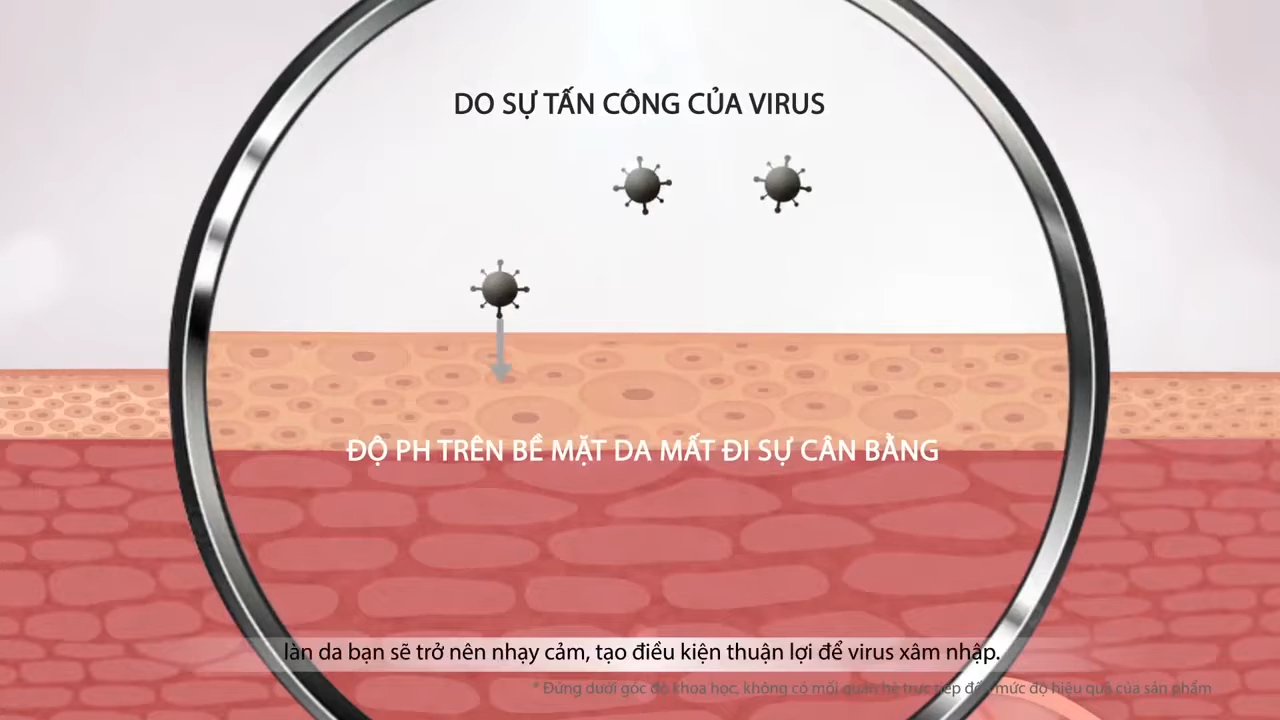 DO SỰ TẤN CÔNG CỦA VIRUS
ĐỘ PH TRÊN BỀ MẶT DA MẤT ĐI SỰ CÂN BẰNG
làn da bạn sẽ trở nên nhạy cảm, tạo điều kiện thuận lợi để virus xâm nhập.
* Đứng dưới góc độ khoa học, không có mối quan hệ trực tiếp đến mức độ hiệu quả của sản phẩm